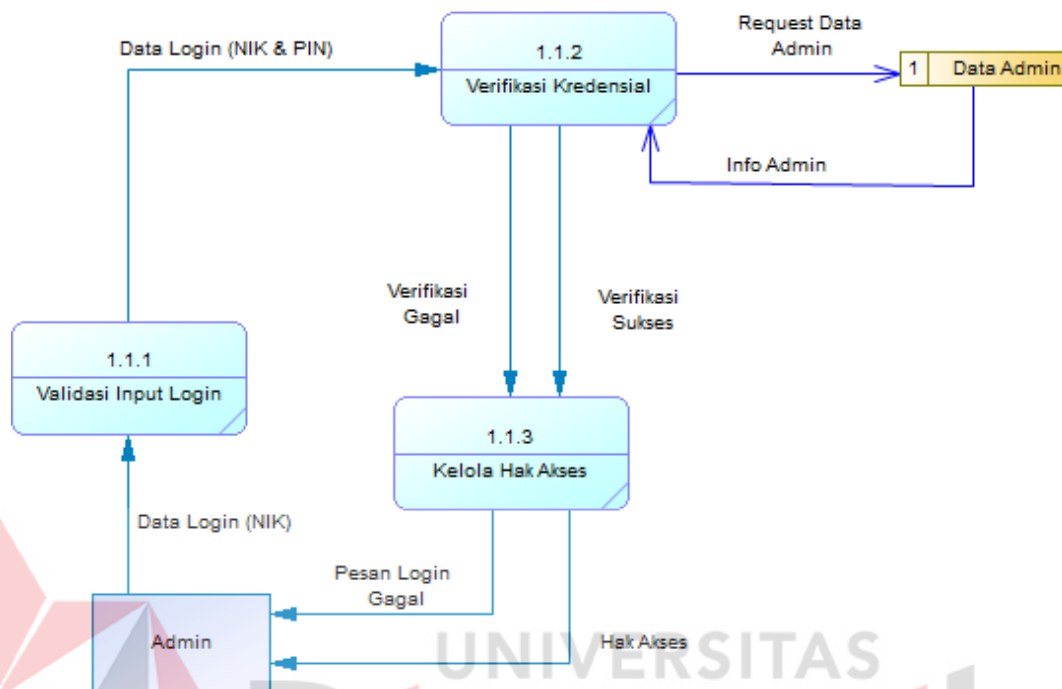 Request Data
Admin
Data Login (NIK & PIN)
1.1.2
Verifikasi Kredensial
1
Data Admin
Info Admin
Verifikasi
Gagal
Verifikasi
Sukses
1.1.1
Validasi Input Login
1.1.3
Kelola Hak Akses
Data Login (NIK)
Pesan Login
Gagal
Admin
Hak Akses
UNIVERSITAS